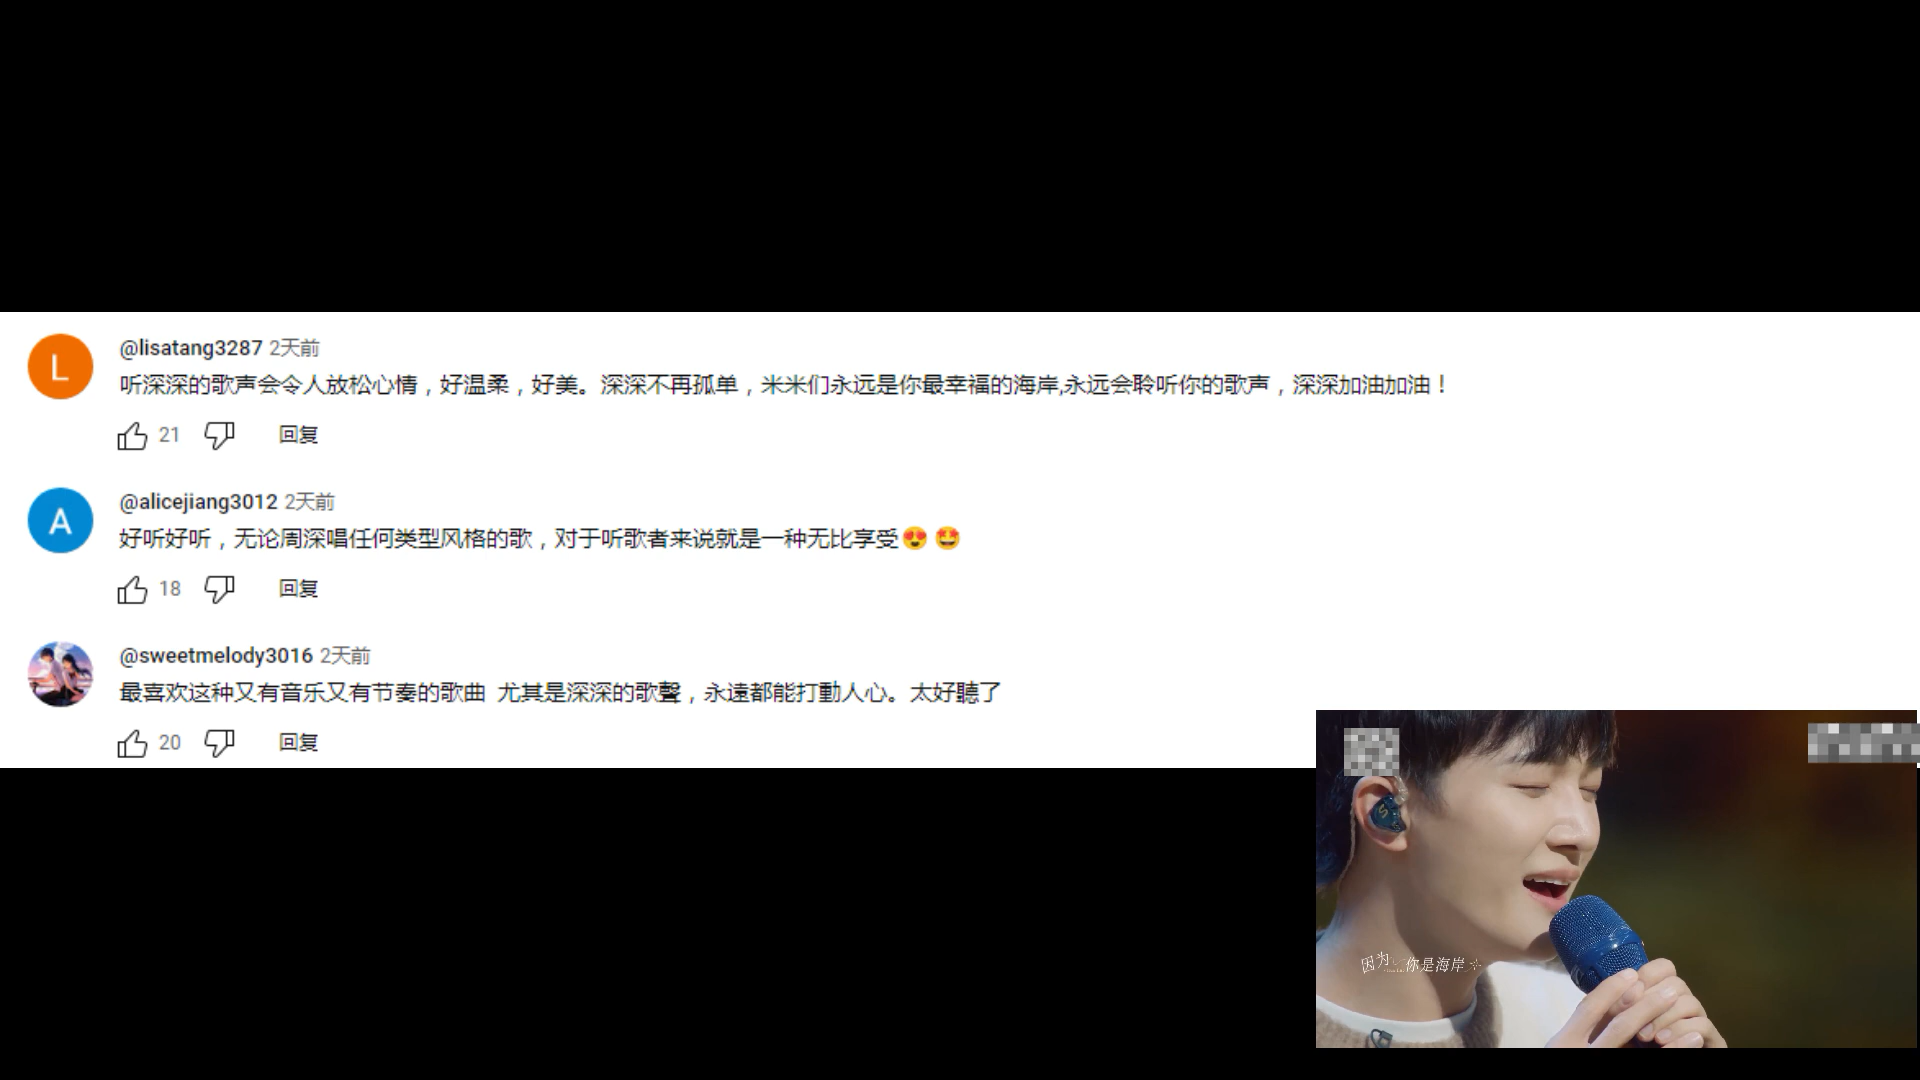 L
@lisatang3287 2天前
听深深的歌声会令人放松心情，好温柔，好美。深深不再孤单，米米们永远是你最幸福的海岸,永远会聆听你的歌声，深深加油加油！
21 回复
A
@alicejiang3012 2天前
好听好听，无论周深唱任何类型风格的歌，对于听歌者来说就是一种无比享受😍 🤩
18 回复
@sweetmelody3016 2天前
最喜欢这种又有音乐又有节奏的歌曲 尤其是深深的歌聲，永遠都能打動人心。太好聽了
20 回复
因为 你是海岸